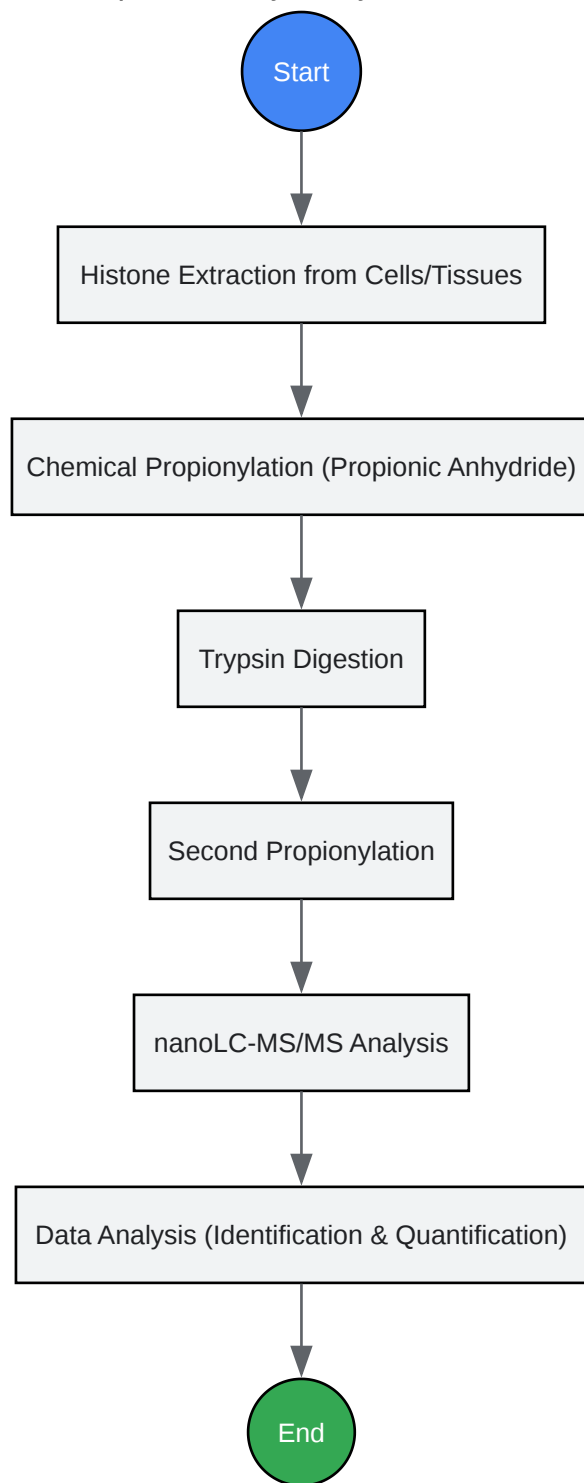 Start
Histone Extraction from Cells/Tissues
Chemical Propionylation (Propionic Anhydride)
Trypsin Digestion
Second Propionylation
nanoLC-MS/MS Analysis
Data Analysis (Identification & Quantification)
End